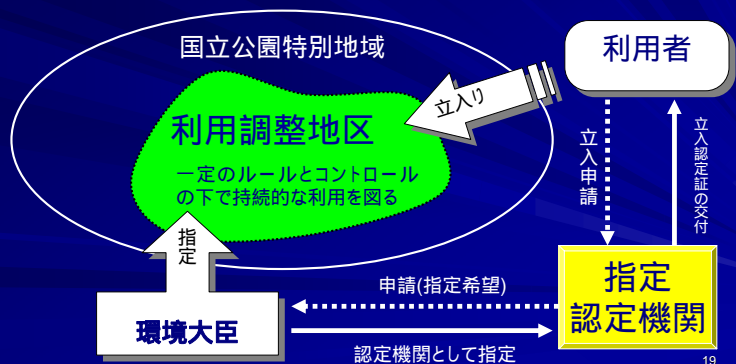 国立公園特別地域
利用者
立入り
利用調整地区
一定のルールとコントロール
の下で持続的な利用を図る
立入申請
立入認定証の交付
指定
申請(指定希望)
指定
認定機関
環境大臣
認定機関として指定
19